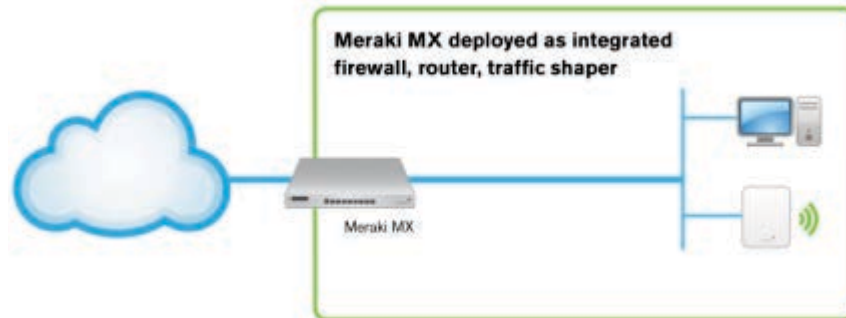 Meraki MX deployed as integrated
firewall, router, traffic shaper
Meraki MX